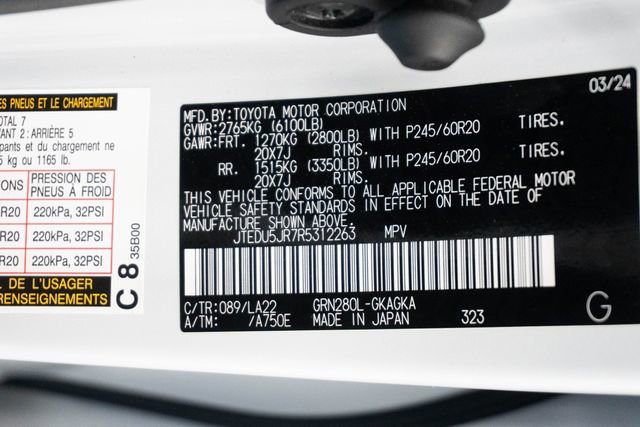 ES PNEUS ET LE CHARGEMENT
OTAL 7
VANT 2: ARRIÈRE 5
pants et du chargement ne
5 kg ou 1165 lb.
ONS PRESSION DES PNEUS À FROID
R20 220kPa, 32PSI
R20 220kPa, 32PSI
R20 220kPa, 32PSI
L DE L'USAGER
RENSEIGNEMENTS
C 8 35B00
03/24
MFD. BY: TOYOTA MOTOR CORPORATION
GVWR: 2765KG (6100LB)
GAWR: FRT. 1270KG (2800LB) WITH P245/60R20 TIRES.
20X7J RIMS.
RR. 1515KG (3350LB) WITH P245/60R20 TIRES.
20X7J RIMS.
THIS VEHICLE CONFORMS TO ALL APPLICABLE FEDERAL MOTOR
VEHICLE SAFETY STANDARDS IN EFFECT ON THE DATE OF
MANUFACTURE SHOWN ABOVE.
JTEDU5JR7R5312263 MPV
C/TR: 089/LA22 GRN280L-GKAGKA
A/TM: /A750E MADE IN JAPAN 323
G